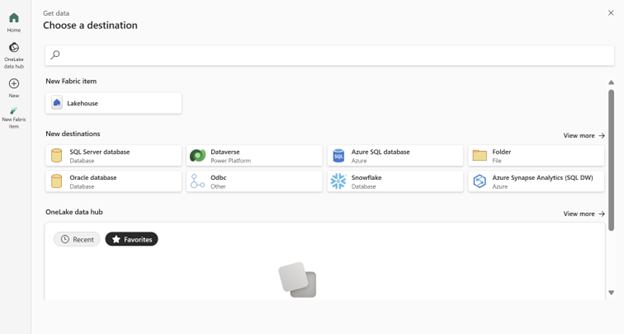 Get data
Choose a destination
Home
OneLake
data hub
New
New Fabric
item
New Fabric item
Lakehouse
New destinations
View more
SQL Server database
Database
Dataverse
Power Platform
Azure SQL database
Azure
Folder
File
Oracle database
Database
Odbc
Other
Snowflake
Database
Azure Synapse Analytics (SQL DW)
Azure
OneLake data hub
View more
Recent
Favorites
SQL